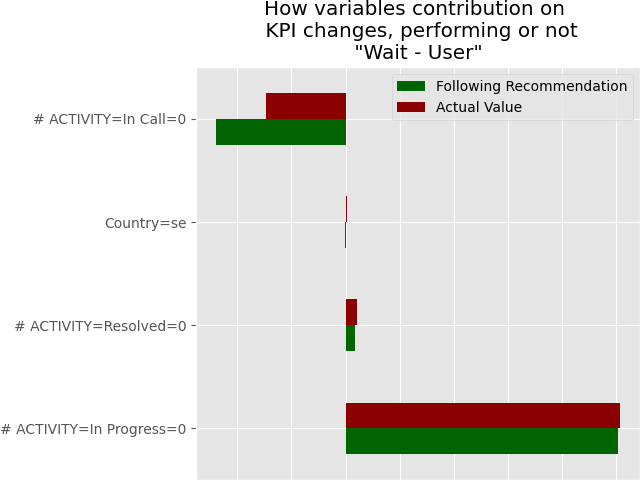 How variables contribution on
KPI changes, performing or not
"Wait - User"
Following Recommendation
Actual Value
# ACTIVITY=In Call=0
Country=se
# ACTIVITY=Resolved=0
# ACTIVITY=In Progress=0